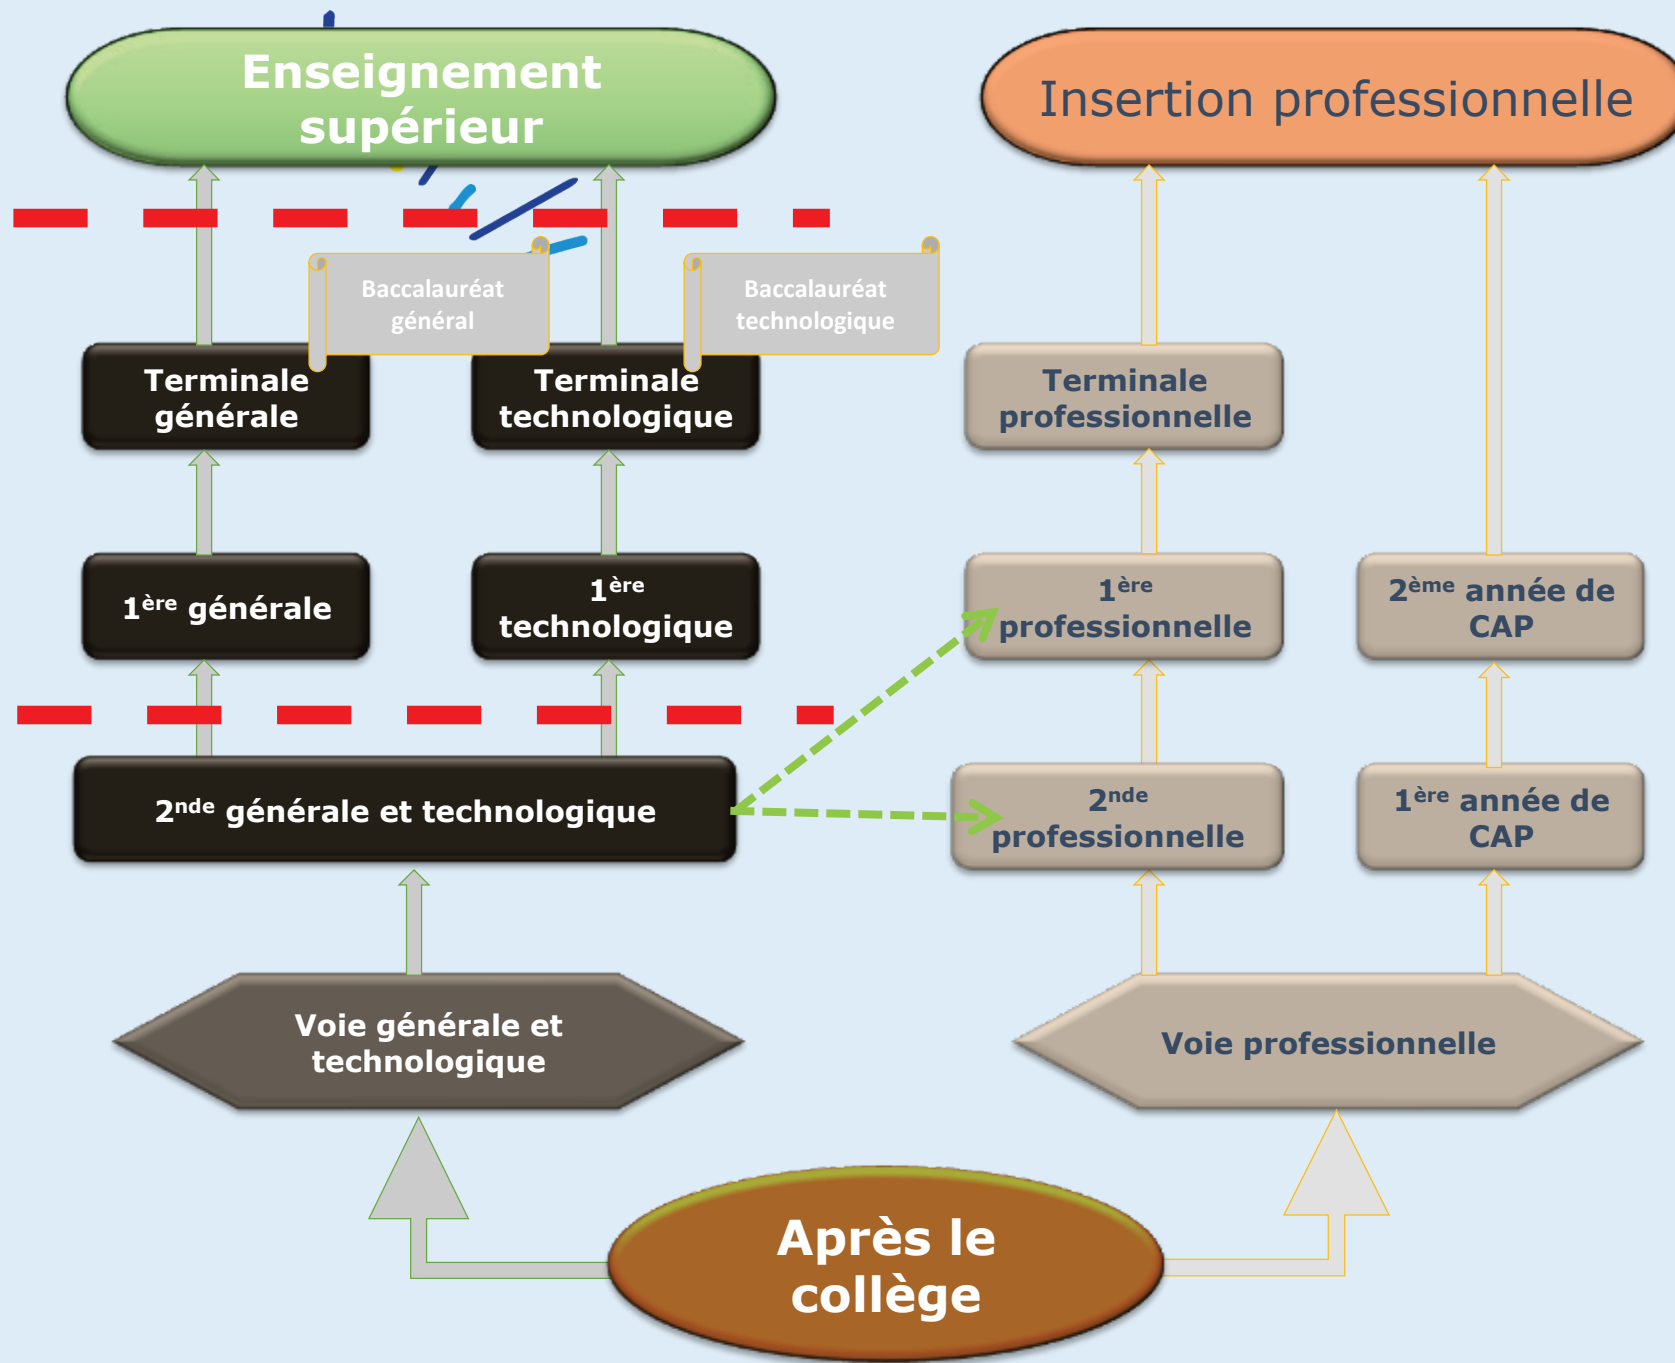 Enseignement
supérieur
Insertion professionnelle
Baccalauréat
général
Baccalauréat
technologique
Terminale
générale
Terminale
technologique
Terminale
professionnelle
1ère générale
1ère
technologique
1ère
professionnelle
2ème année de
CAP
2nde générale et technologique
2nde
professionnelle
1ère année de
CAP
Voie générale et
technologique
Voie professionnelle
Après le
collège